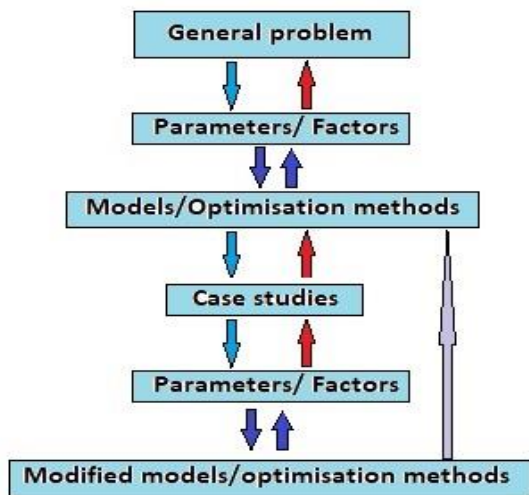 General problem
Parameters/ Factors
Models/Optimisation methods
Case studies
Parameters/ Factors
Modified models/optimisation methods